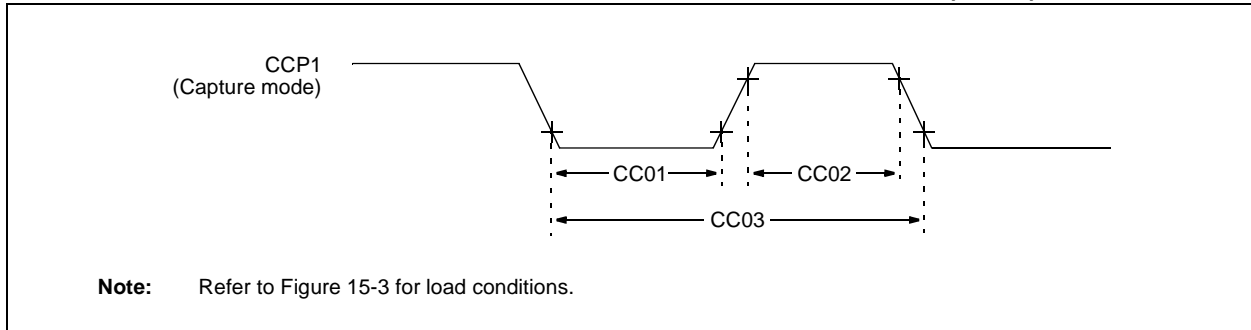 CCP1
(Capture mode)
CC01
CC02
CC03
Note: Refer to Figure 15-3 for load conditions.